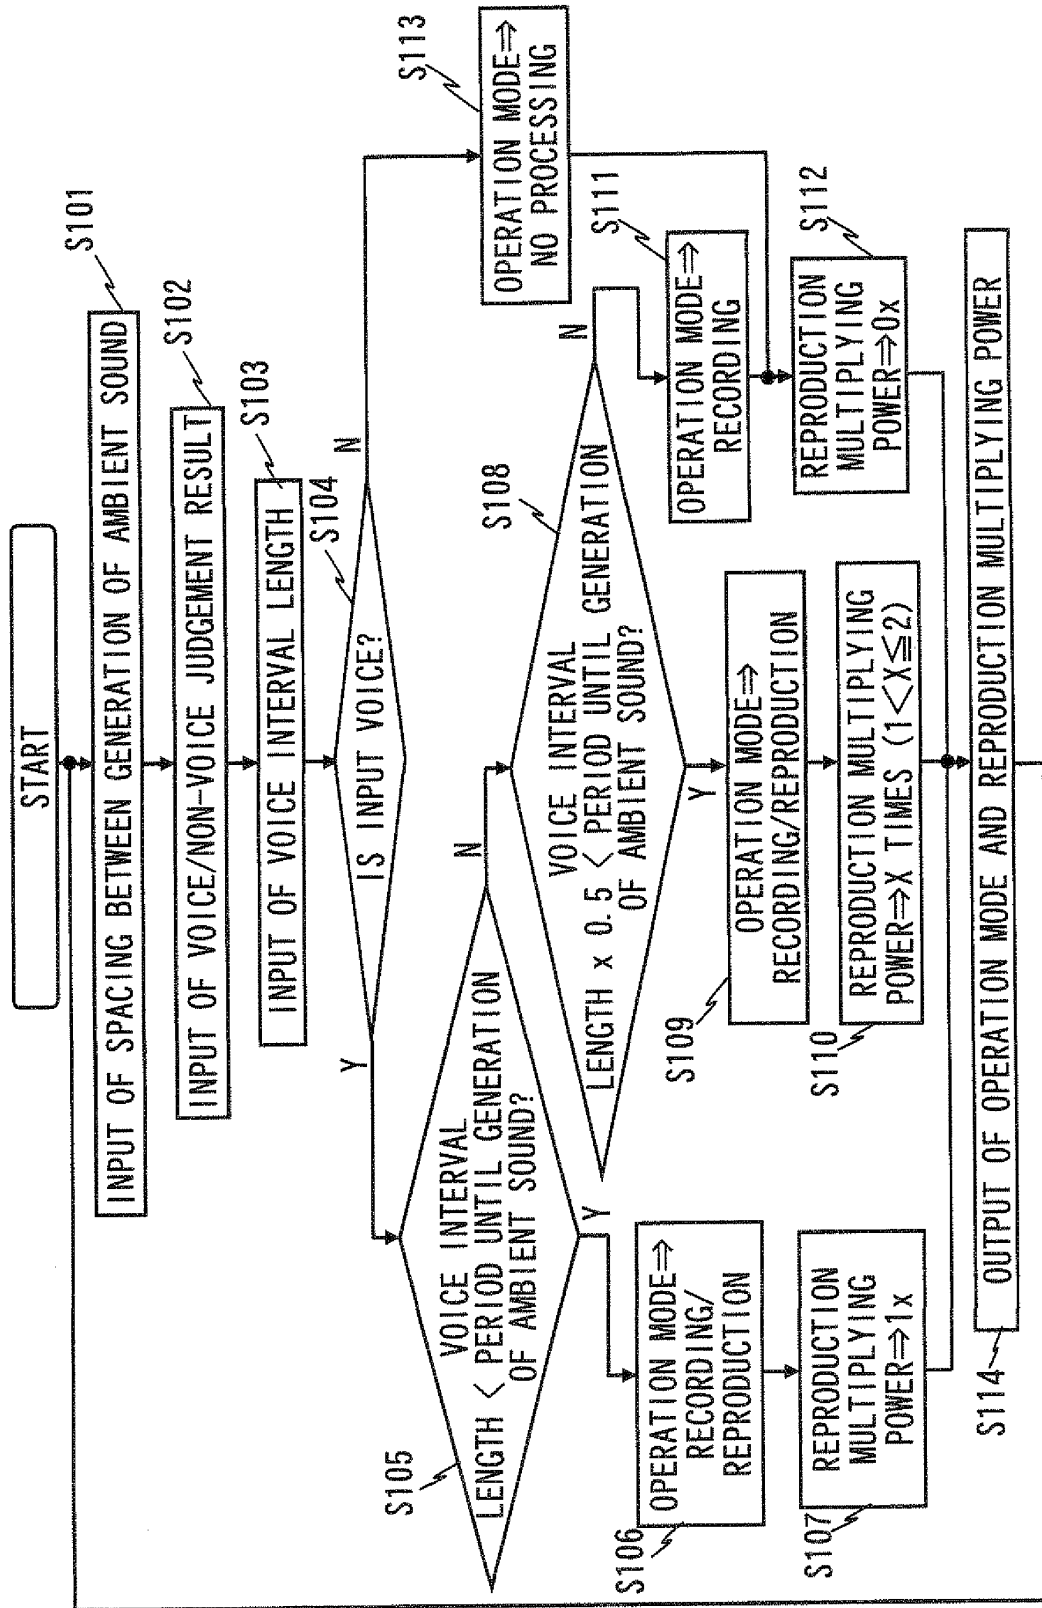 START
S101
INPUT OF SPACING BETWEEN GENERATION OF AMBIENT SOUND
S102
INPUT OF VOICE/NON-VOICE JUDGEMENT RESULT
S103
INPUT OF VOICE INTERVAL LENGTH
S104
IS INPUT VOICE?
Y
N
S105
VOICE INTERVAL
LENGTH < PERIOD UNTIL GENERATION
OF AMBIENT SOUND?
N
Y
S106
OPERATION MODE⇒
RECORDING/
REPRODUCTION
S107
REPRODUCTION
MULTIPLYING
POWER⇒1x
S108
VOICE INTERVAL
LENGTH x 0.5 < PERIOD UNTIL GENERATION
OF AMBIENT SOUND?
N
Y
S109
OPERATION MODE⇒
RECORDING/REPRODUCTION
S110
REPRODUCTION MULTIPLYING
POWER⇒X TIMES (1<X≦2)
S111
OPERATION MODE⇒
RECORDING
S112
REPRODUCTION
MULTIPLYING
POWER⇒0x
S113
OPERATION MODE⇒
NO PROCESSING
S114
OUTPUT OF OPERATION MODE AND REPRODUCTION MULTIPLYING POWER